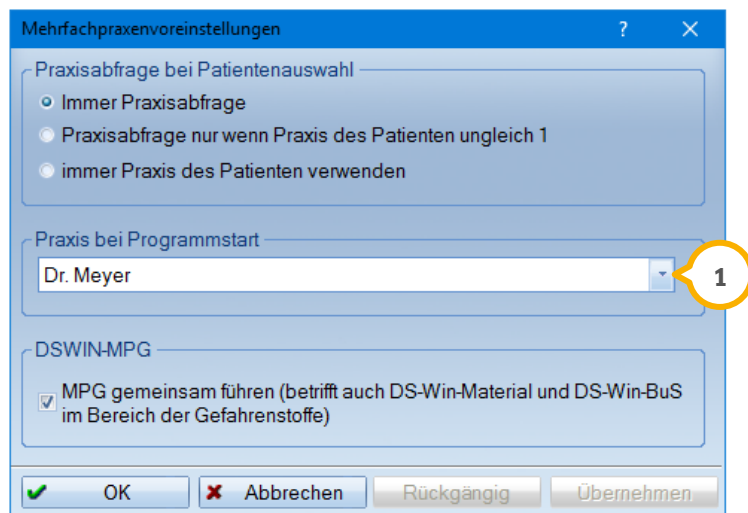 Mehrfachpraxenvoreinstellungen ? ×
Praxisabfrage bei Patientenauswahl
Immer Praxisabfrage
Praxisabfrage nur wenn Praxis des Patienten ungleich 1
immer Praxis des Patienten verwenden
Praxis bei Programmstart
Dr. Meyer
1
DSWIN-MPG
MPG gemeinsam führen (betrifft auch DS-Win-Material und DS-Win-BuS
im Bereich der Gefahrenstoffe)
OK Abbrechen Rückgängig Übernehmen